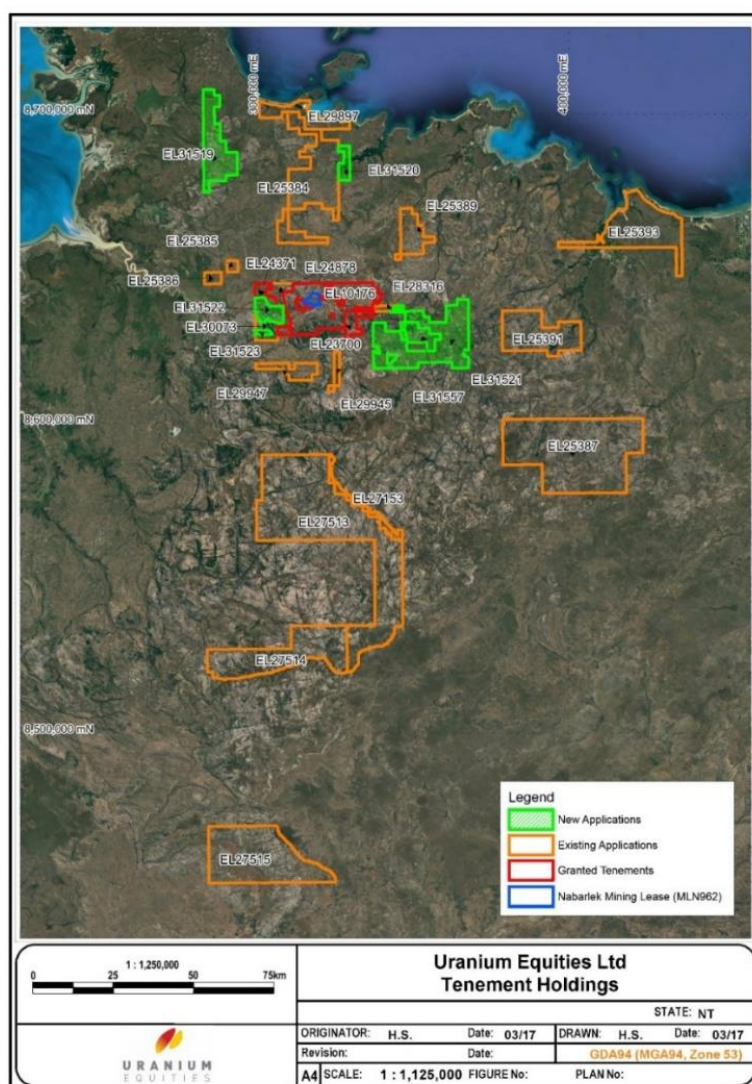 300,000 mE
400,000 mE
8,700,000 mN
EL29897
EL31519
EL31520
EL25384
EL25389
EL25385
EL25393
EL24371
EL24878
EL25386
EL10176
EL28316
EL31522
EL30073
EL23700
EL25391
EL31523
EL31521
EL29947
EL31557
EL29945
8,600,000 mN
EL25387
EL27153
EL27513
EL27514
8,500,000 mN
EL27515
Legend
New Applications
Existing Applications
Granted Tenements
Nabarlek Mining Lease (MLN962)
1 : 1,250,000
0 25 50 75km
URANIUM
EQUITIES
Uranium Equities Ltd
Tenement Holdings
STATE: NT
ORIGINATOR: H.S. Date: 03/17 DRAWN: H.S. Date: 03/17
Revision: Date: GDA94 (MGA94, Zone 53)
A4 SCALE: 1 : 1,125,000 FIGURE No: PLAN No: